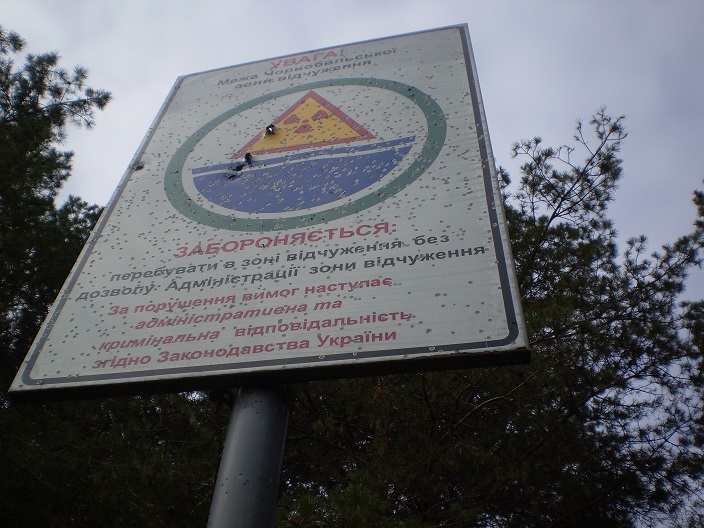 УВАГА!
Межа Чорнобильської
зони відчуження
ЗАБОРОНЯЄТЬСЯ:
перебувати в зоні відчуження без
дозволу Адміністрації зони відчуження
За порушення вимог наступає
адміністративна та
кримінальна відповідальність
згідно Законодавства України